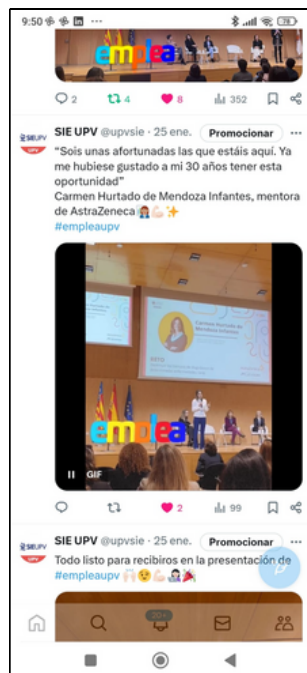 9:50
78
emplea
2
4
8
352
SIE UPV @upvsie · 25 ene.
Promocionar
“Sois unas afortunadas las que estáis aquí. Ya
me hubiese gustado a mi 30 años tener esta
oportunidad”
Carmen Hurtado de Mendoza Infantes, mentora
de AstraZeneca
#empleaupv
Carmen Hurtado de
Mendoza Infantes
emplea
GIF
2
99
SIE UPV @upvsie · 25 ene.
Promocionar
Todo listo para recibiros en la presentación de
#empleaupv
20+